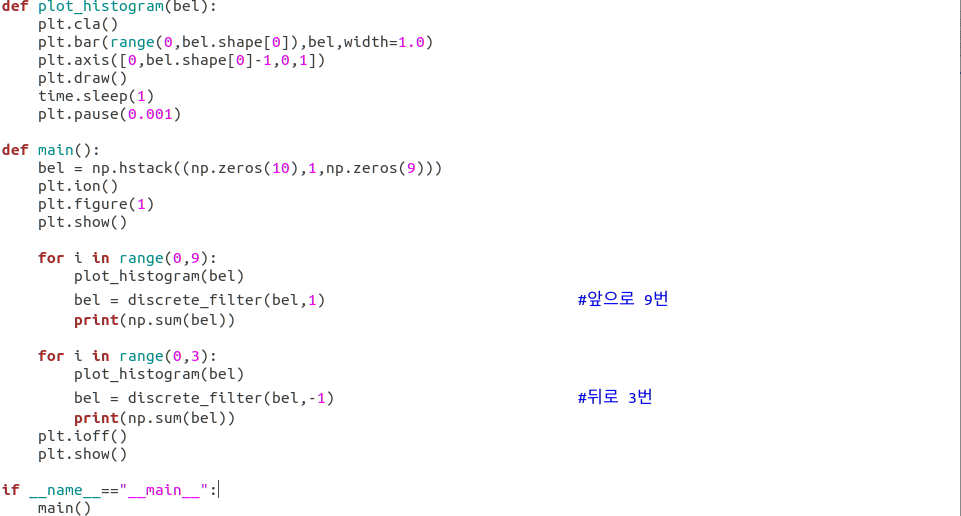 def plot_histogram(bel):
    plt.cla()
    plt.bar(range(0,bel.shape[0]),bel,width=1.0)
    plt.axis([0,bel.shape[0]-1,0,1])
    plt.draw()
    time.sleep(1)
    plt.pause(0.001)

def main():
    bel = np.hstack((np.zeros(10),1,np.zeros(9)))
    plt.ion()
    plt.figure(1)
    plt.show()

    for i in range(0,9):
        plot_histogram(bel)
        bel = discrete_filter(bel,1)                            #앞으로 9번
        print(np.sum(bel))

    for i in range(0,3):
        plot_histogram(bel)
        bel = discrete_filter(bel,-1)                           #뒤로 3번
        print(np.sum(bel))
    plt.ioff()
    plt.show()

if __name__=="__main__":
    main()